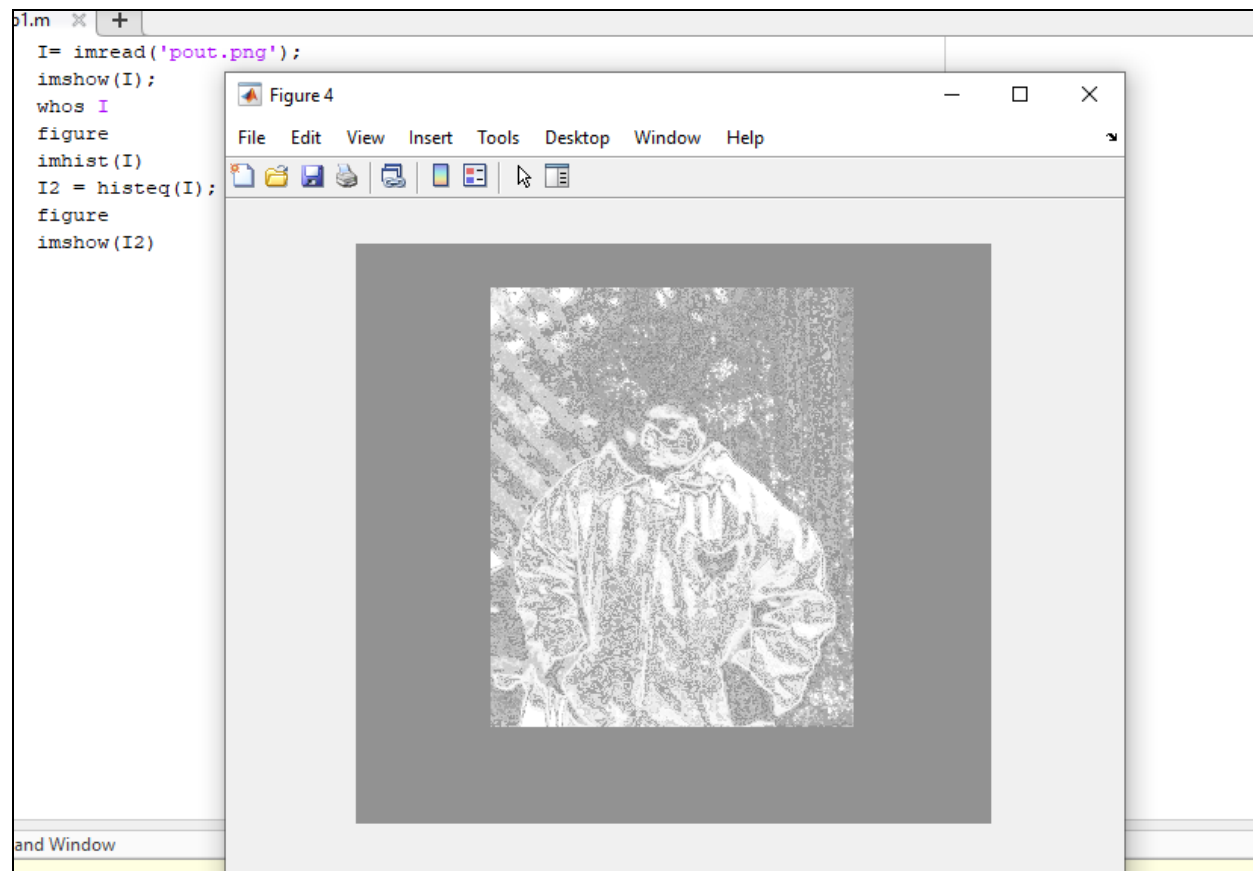 p1.m
I= imread('pout.png');
imshow(I);
whos I
figure
imhist(I)
I2 = histeq(I);
figure
imshow(I2)
Figure 4
File Edit View Insert Tools Desktop Window Help
and Window